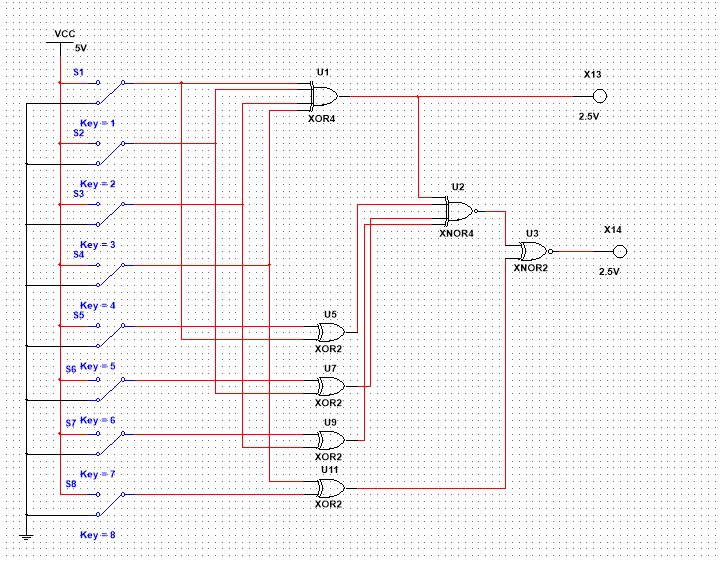 VCC
5V
S1
Key = 1
S2
Key = 2
S3
Key = 3
S4
Key = 4
S5
Key = 5
S6
Key = 6
S7
Key = 7
S8
Key = 8
U1
XOR4
X13
2.5V
U2
XNOR4
U3
XNOR2
X14
2.5V
U5
XOR2
U7
XOR2
U9
XOR2
U11
XOR2